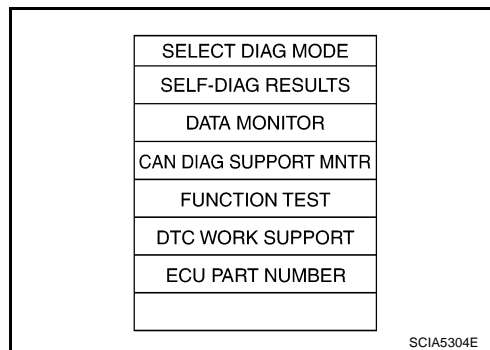 SELECT DIAG MODE
SELF-DIAG RESULTS
DATA MONITOR
CAN DIAG SUPPORT MNTR
FUNCTION TEST
DTC WORK SUPPORT
ECU PART NUMBER
SCIA5304E